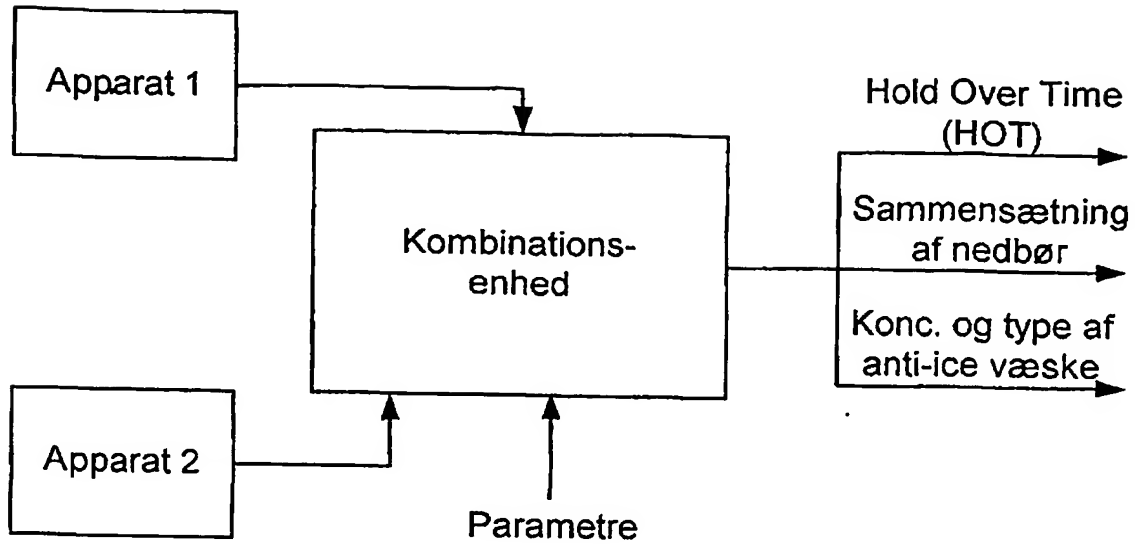 Apparat 1
Hold Over Time
(HOT)
Kombinations-
enhed
Sammensætning
af nedbør
Konc. og type af
anti-ice væske
Apparat 2
Parametre